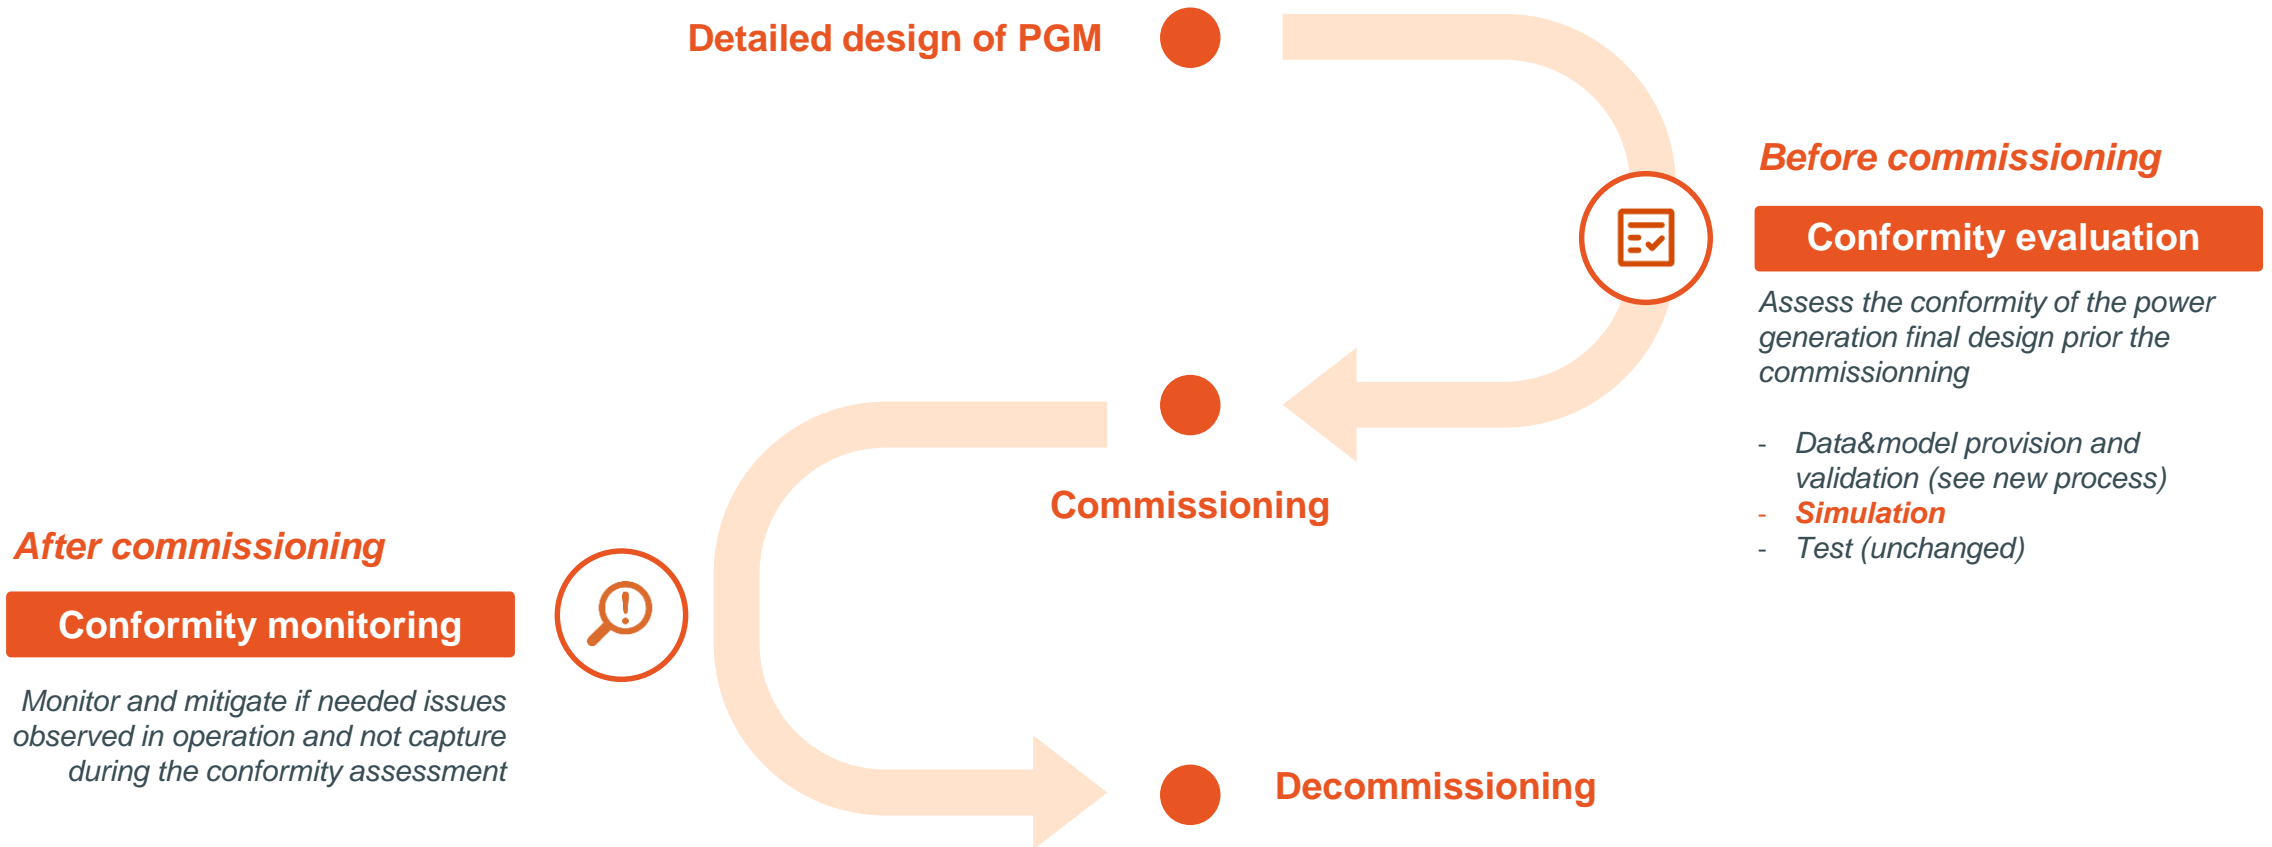 Detailed design of PGM
Before commissioning
Conformity evaluation
Assess the conformity of the power
generation final design prior the
commissionning
- Data&model provision and
validation (see new process)
- Simulation
- Test (unchanged)
Commissioning
After commissioning
Conformity monitoring
Monitor and mitigate if needed issues
observed in operation and not capture
during the conformity assessment
Decommissioning